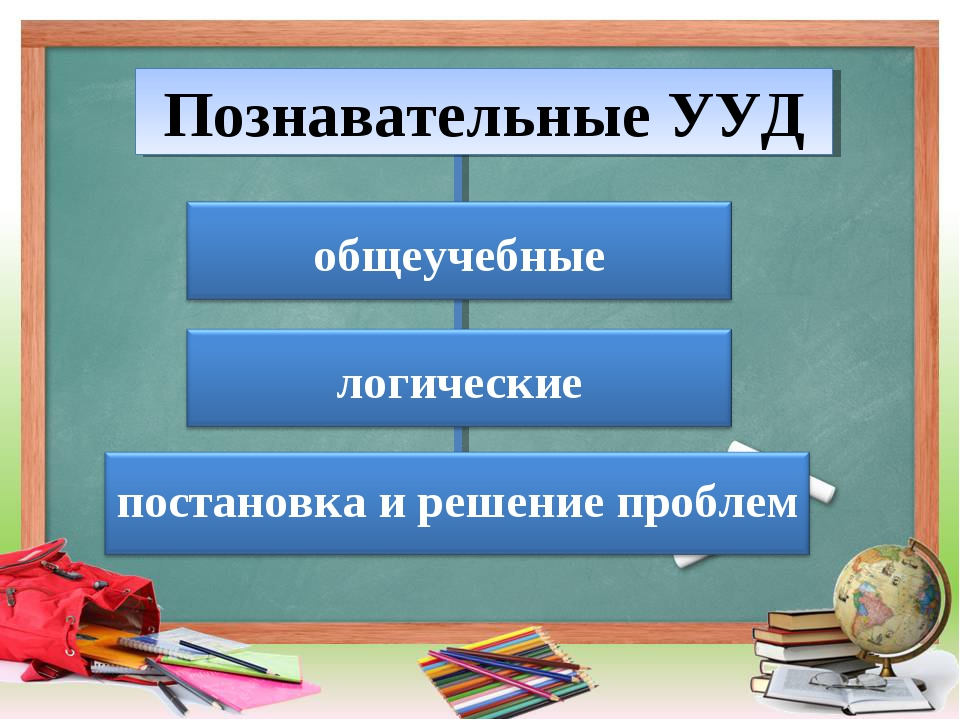 Познавательные УУД
общеучебные
логические
постановка и решение проблем